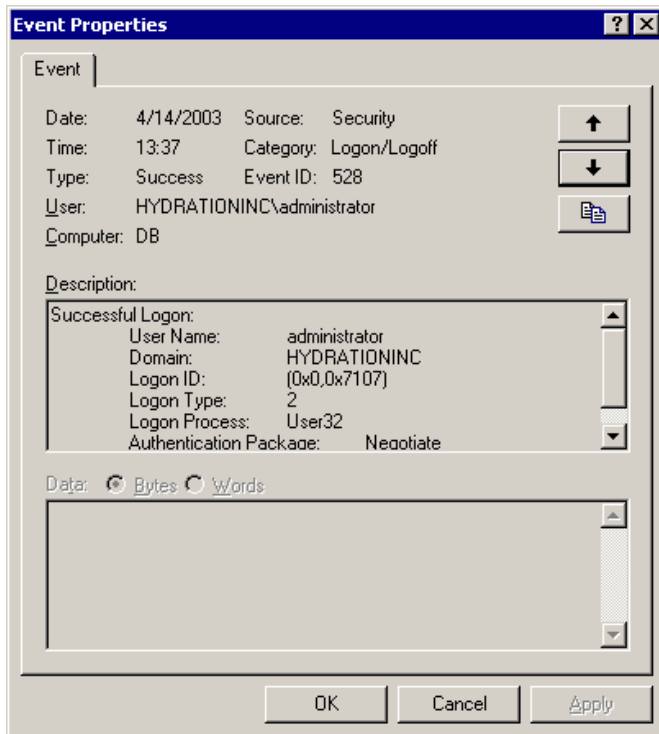 Event Properties
Event
Date: 4/14/2003 Source: Security
Time: 13:37 Category: Logon/Logoff
Type: Success Event ID: 528
User: HYDRATIONINC\administrator
Computer: DB
Description:
Successful Logon:
User Name: administrator
Domain: HYDRATIONINC
Logon ID: (0x0,0x7107)
Logon Type: 2
Logon Process: User32
Authentication Package: Negotiate
Data: Bytes Words
OK Cancel Apply